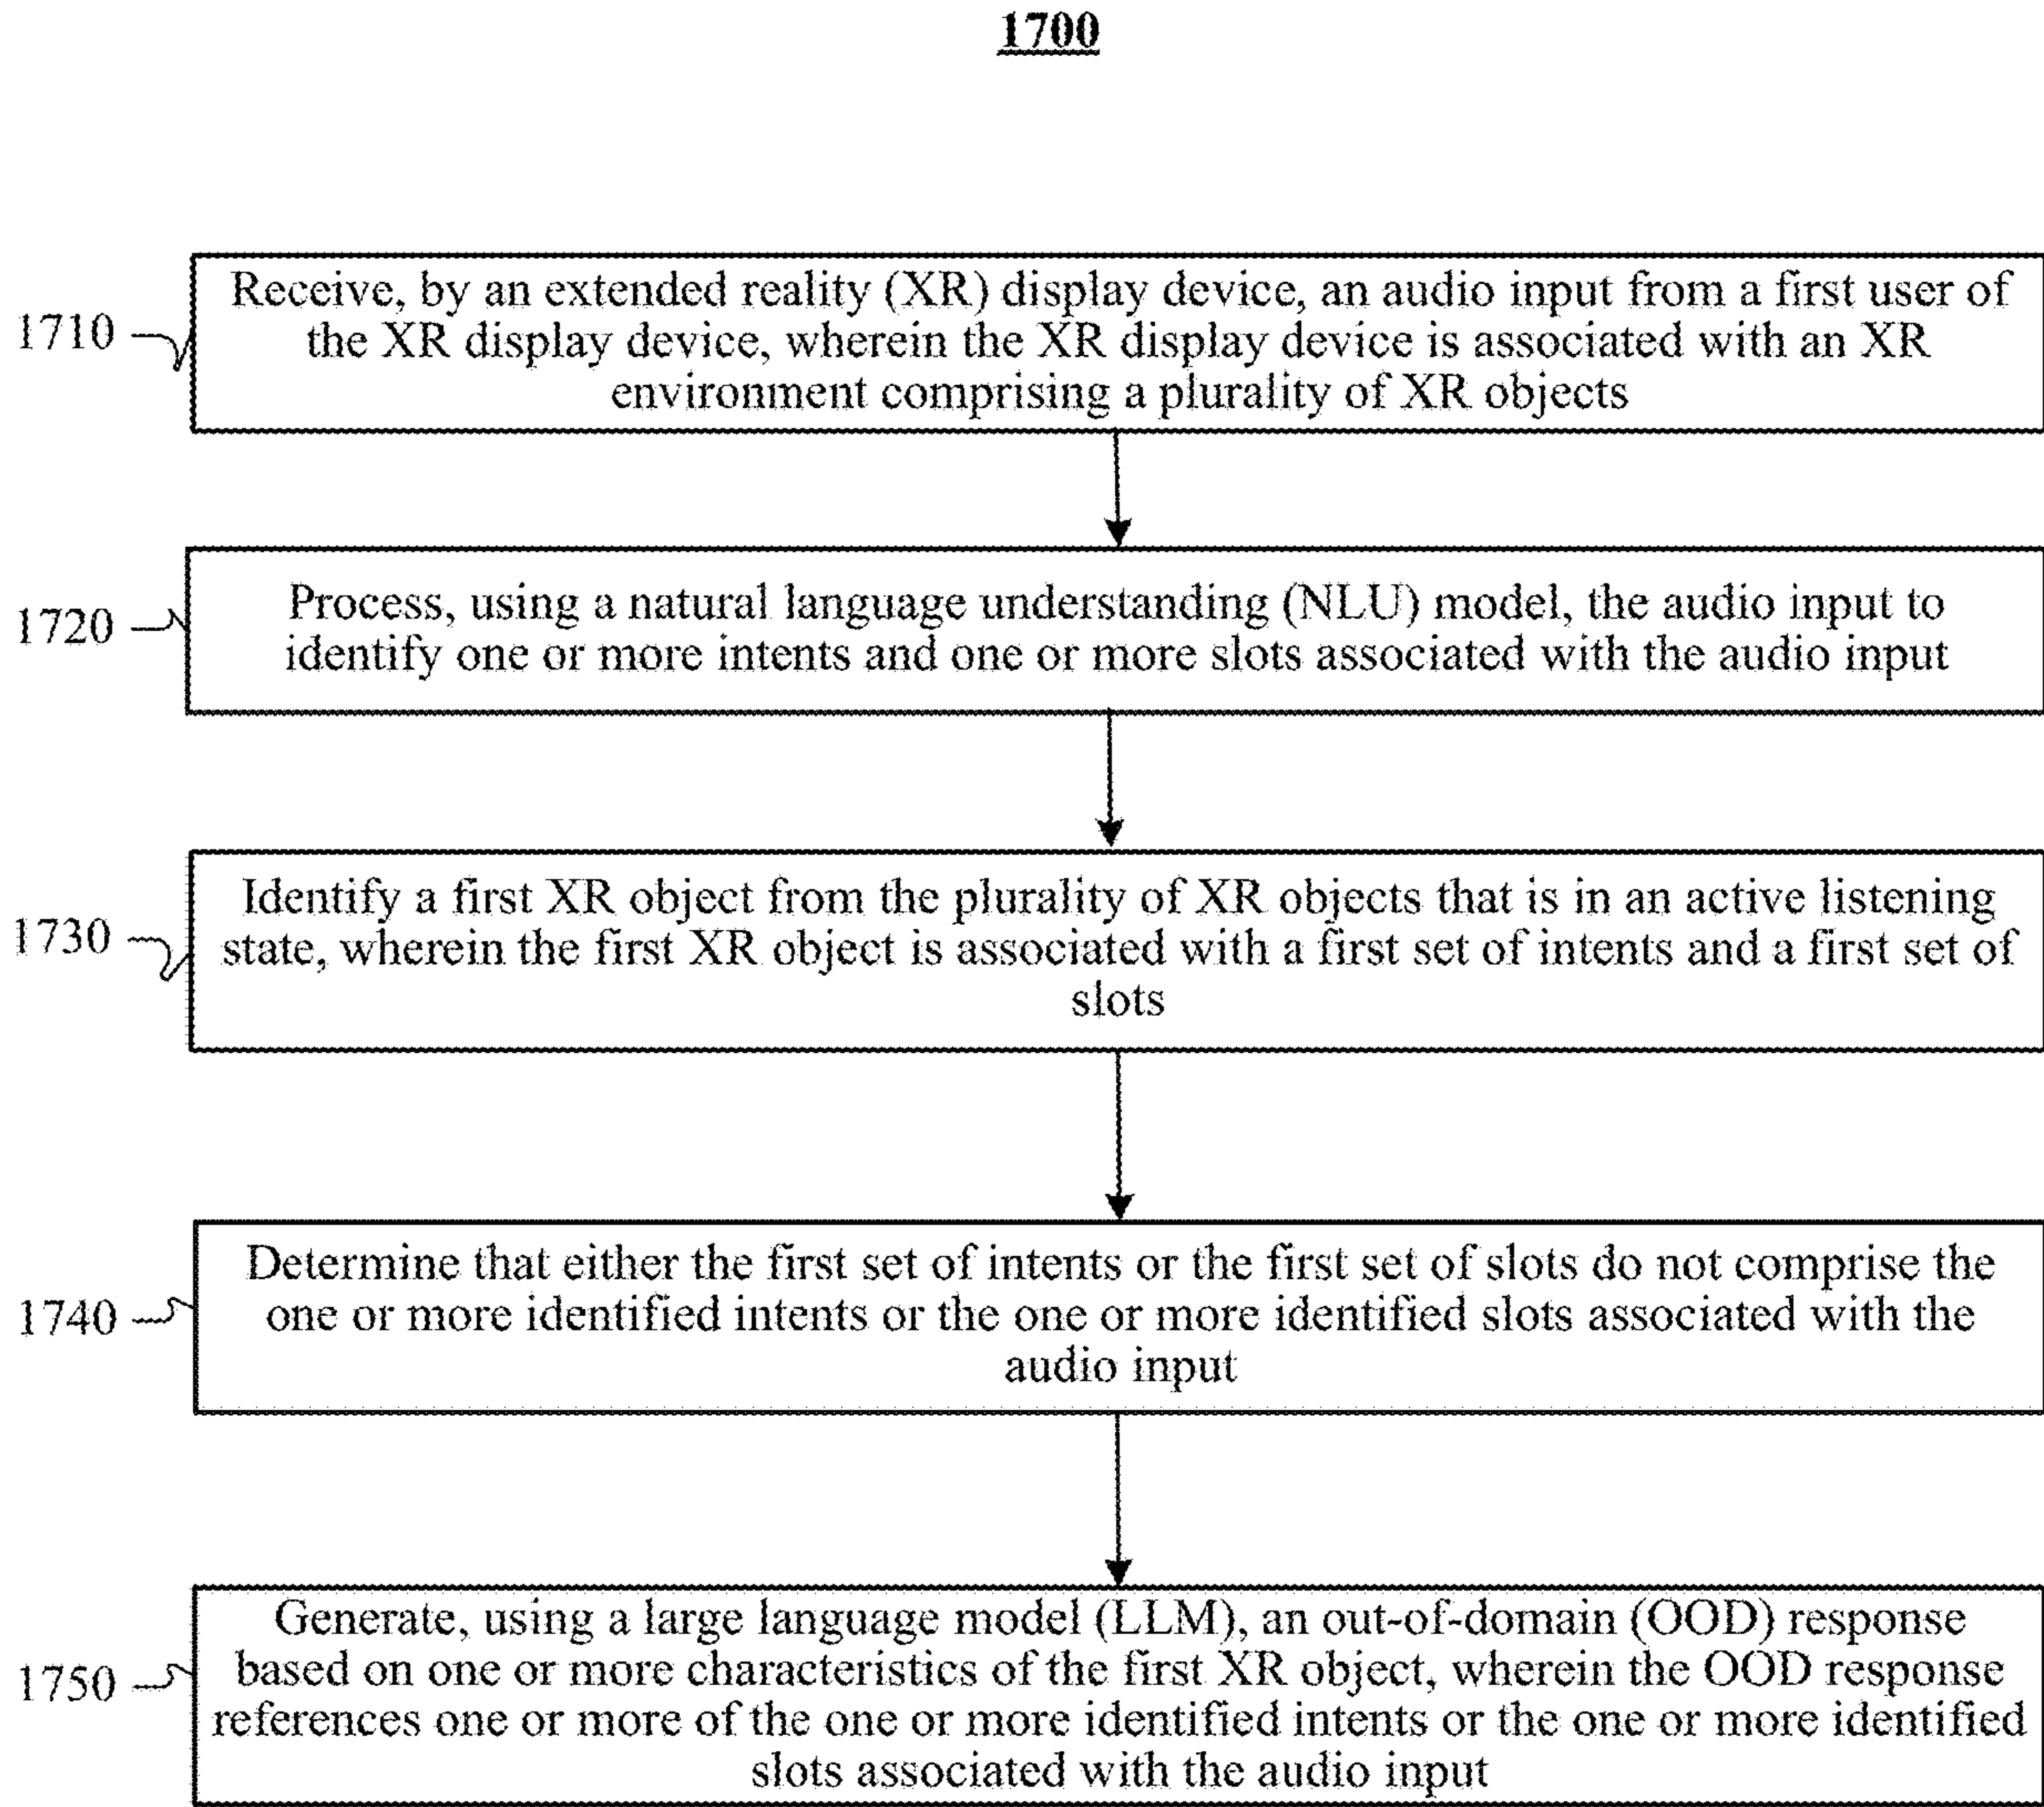 1700
Receive, by an extended reality (XR) display device, an audio input from a first user of
the XR display device, wherein the XR display device is associated with an XR
environment comprising a plurality of XR objects
1710
Process, using a natural language understanding (NLU) model, the audio input to
identify one or more intents and one or more slots associated with the audio input
1720
Identify a first XR object from the plurality of XR objects that is in an active listening
state, wherein the first XR object is associated with a first set of intents and a first set of
slots
1730
Determine that either the first set of intents or the first set of slots do not comprise the
one or more identified intents or the one or more identified slots associated with the
audio input
1740
Generate, using a large language model (LLM), an out-of-domain (OOD) response
based on one or more characteristics of the first XR object, wherein the OOD response
references one or more of the one or more identified intents or the one or more identified
slots associated with the audio input
1750